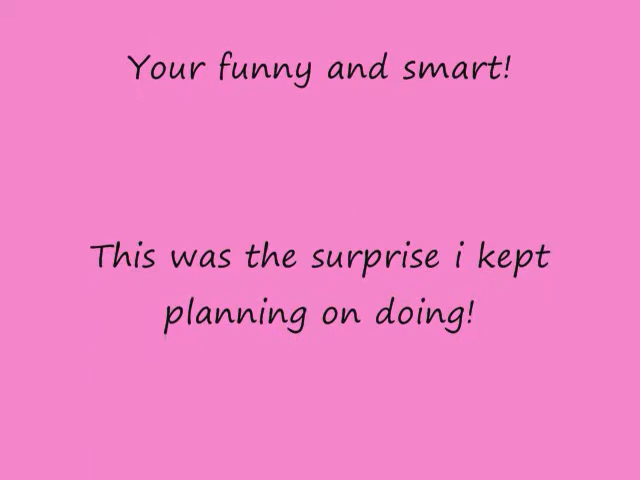 Your funny and smart!
This was the surprise i kept
planning on doing!